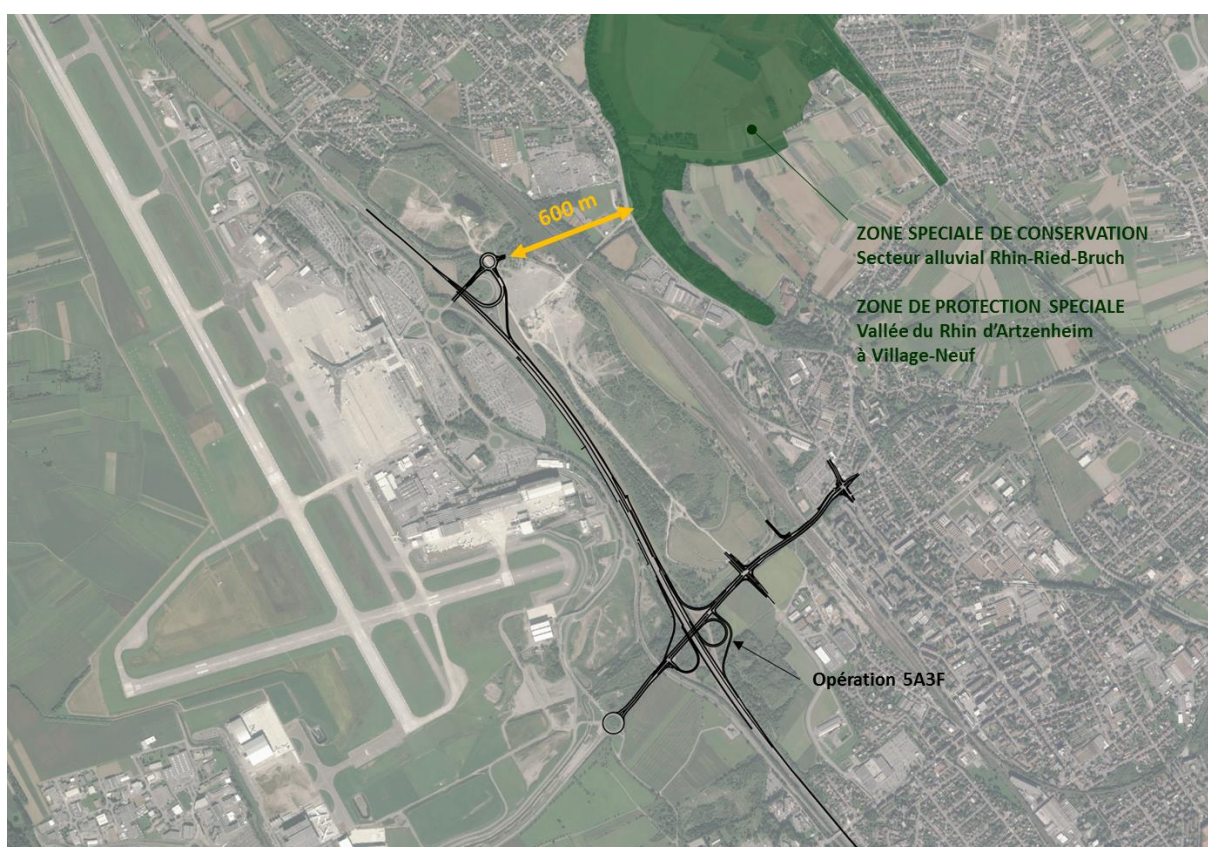 600 m
ZONE SPECIALE DE CONSERVATION
Secteur alluvial Rhin-Ried-Bruch
ZONE DE PROTECTION SPECIALE
Vallée du Rhin d’Artzenheim
à Village-Neuf
Opération 5A3F